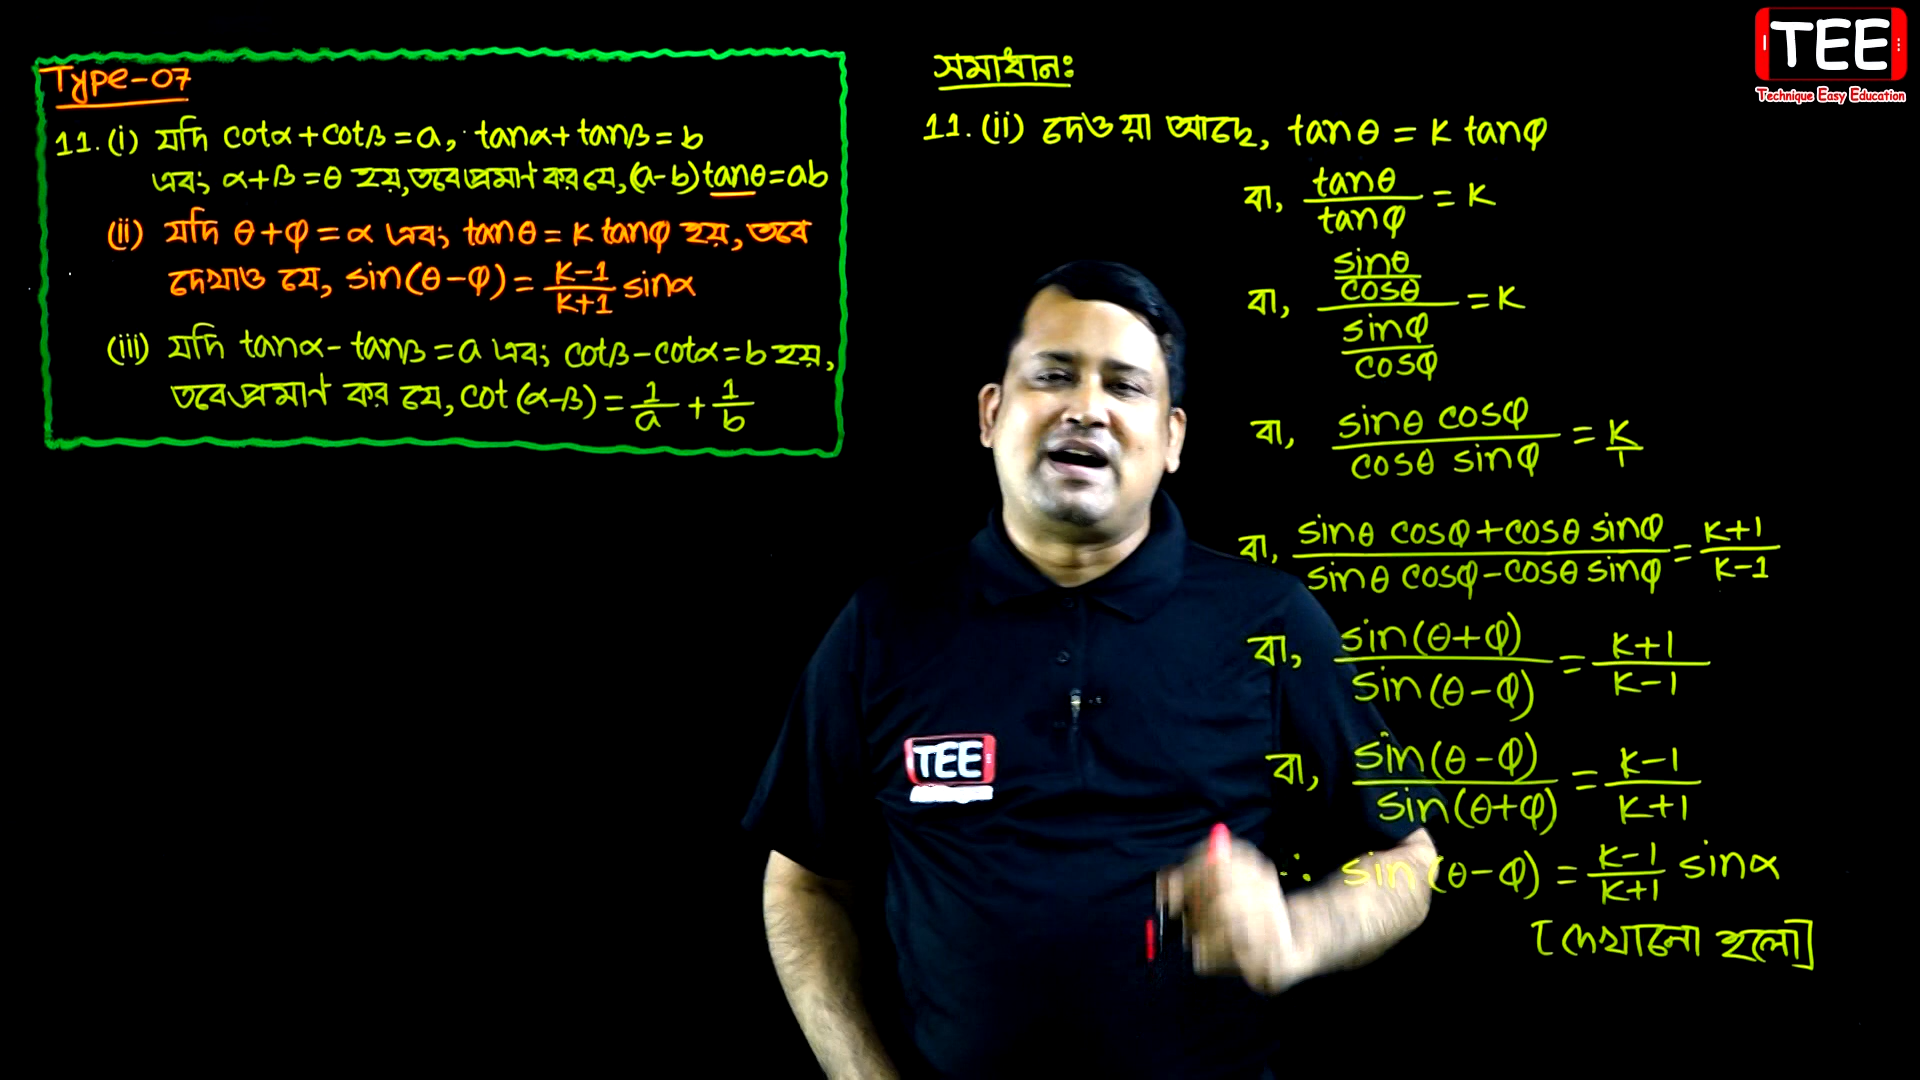 TEE
Technique Easy Education
Type-07
11. (i) যদি cotα + cotβ = a, tanα + tanβ = b
এবং α + β = θ হয়, তবে প্রমাণ কর যে, (a-b) tanθ = ab
(ii) যদি θ + φ = α এবং tanθ = K tanφ হয়, তবে
দেখাও যে, sin(θ-φ) = K-1/K+1 sinα
(iii) যদি tanα - tanβ = a এবং cotβ - cotα = b হয়,
তবে প্রমাণ কর যে, cot(α-β) = 1/a + 1/b
সমাধানঃ
11. (ii) দেওয়া আছে, tanθ = K tanφ
বা, tanθ/tanφ = K
বা, sinθ/cosθ / sinφ/cosφ = K
বা, sinθ cosφ / cosθ sinφ = K/1
বা, sinθ cosφ + cosθ sinφ / sinθ cosφ - cosθ sinφ = K+1/K-1
বা, sin(θ+φ) / sin(θ-φ) = K+1/K-1
বা, sin(θ-φ) / sin(θ+φ) = K-1/K+1
∴ sin(θ-φ) = K-1/K+1 sinα
[দেখানো হলো]
TEE